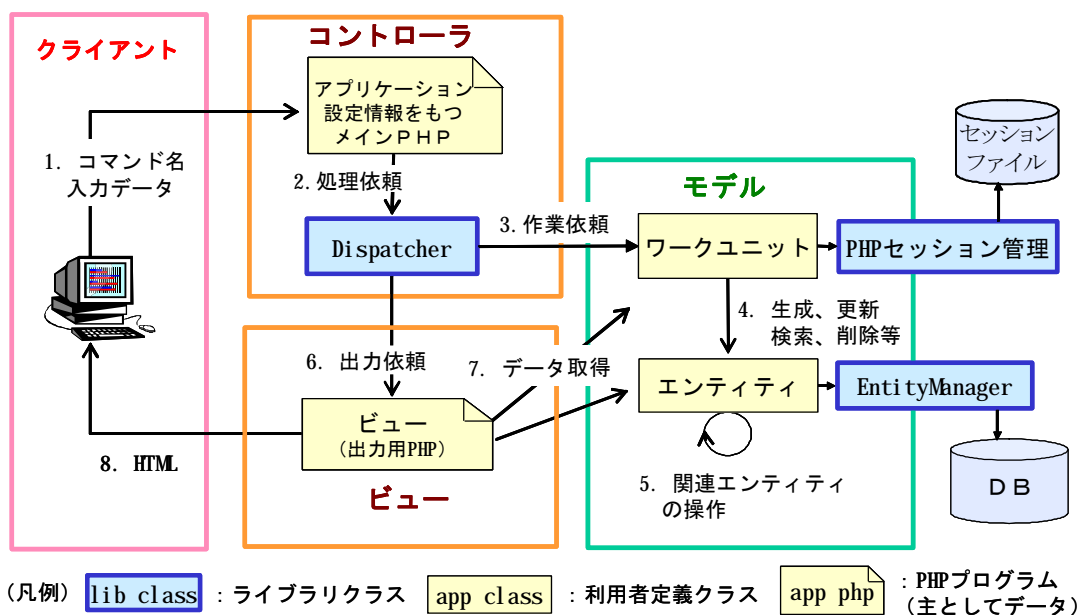 クライアント
コントローラ
アプリケーション
設定情報をもつ
メインPHP
1. コマンド名
入力データ
2.処理依頼
Dispatcher
3.作業依頼
モデル
ワークユニット
PHPセッション管理
セッション
ファイル
4. 生成、更新
検索、削除等
6. 出力依頼
7. データ取得
エンティティ
EntityManager
ビュー
(出力用PHP)
8. HTML
ビュー
5. 関連エンティティ
の操作
DB
(凡例)
lib class
:ライブラリクラス
app class
:利用者定義クラス
app php
:PHPプログラム
(主としてデータ)